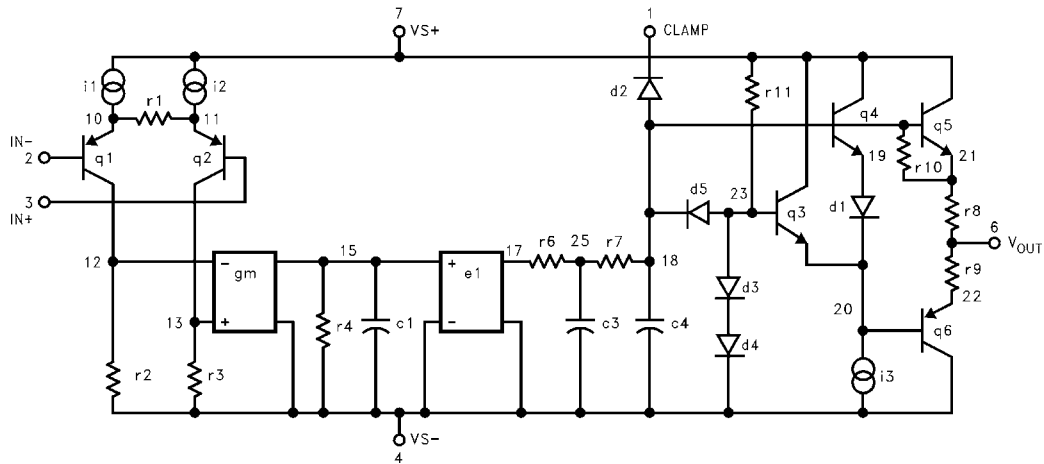 7
VS+
1
CLAMP
i1
i2
r1
10
11
d2
r11
q4
q5
IN-
2
q1
q2
19
21
r10
3
IN+
d5
23
q3
d1
r8
6
VOUT
12
gm
15
17
r6
25
r7
18
e1
r9
22
13
d3
20
r4
c1
c3
c4
q6
r2
r3
d4
i3
VS-
4
-
+
+
-